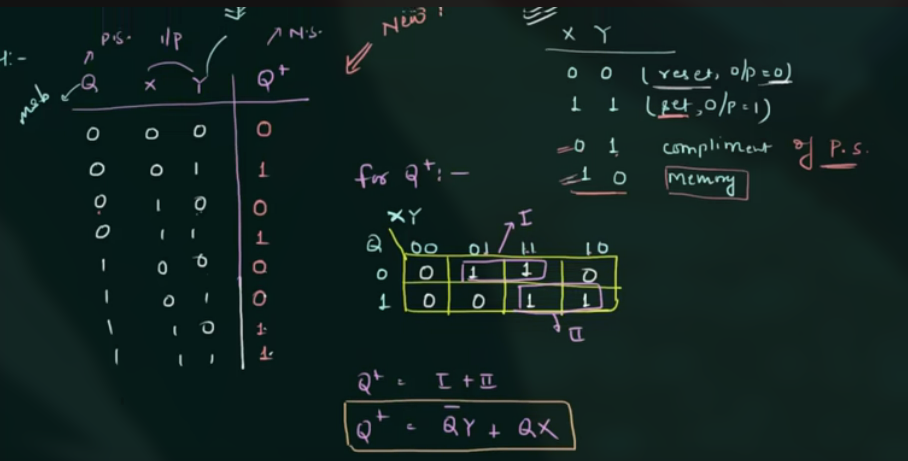 New !
P.S. i/p N.S.
msb Q X Y Q+
0 0 0 0
0 0 1 1
0 1 0 0
0 1 1 1
1 0 0 0
1 0 1 0
1 1 0 1
1 1 1 1
X Y
0 0 (reset, o/p=0)
1 1 (set, o/p=1)
0 1 compliment of P.S.
1 0 Memory
for Q+ :-
XY I
Q 00 01 11 10
0 0 1 1 0
1 0 0 1 1
II
Q+ = I + II
Q+ = Q̅Y + QX